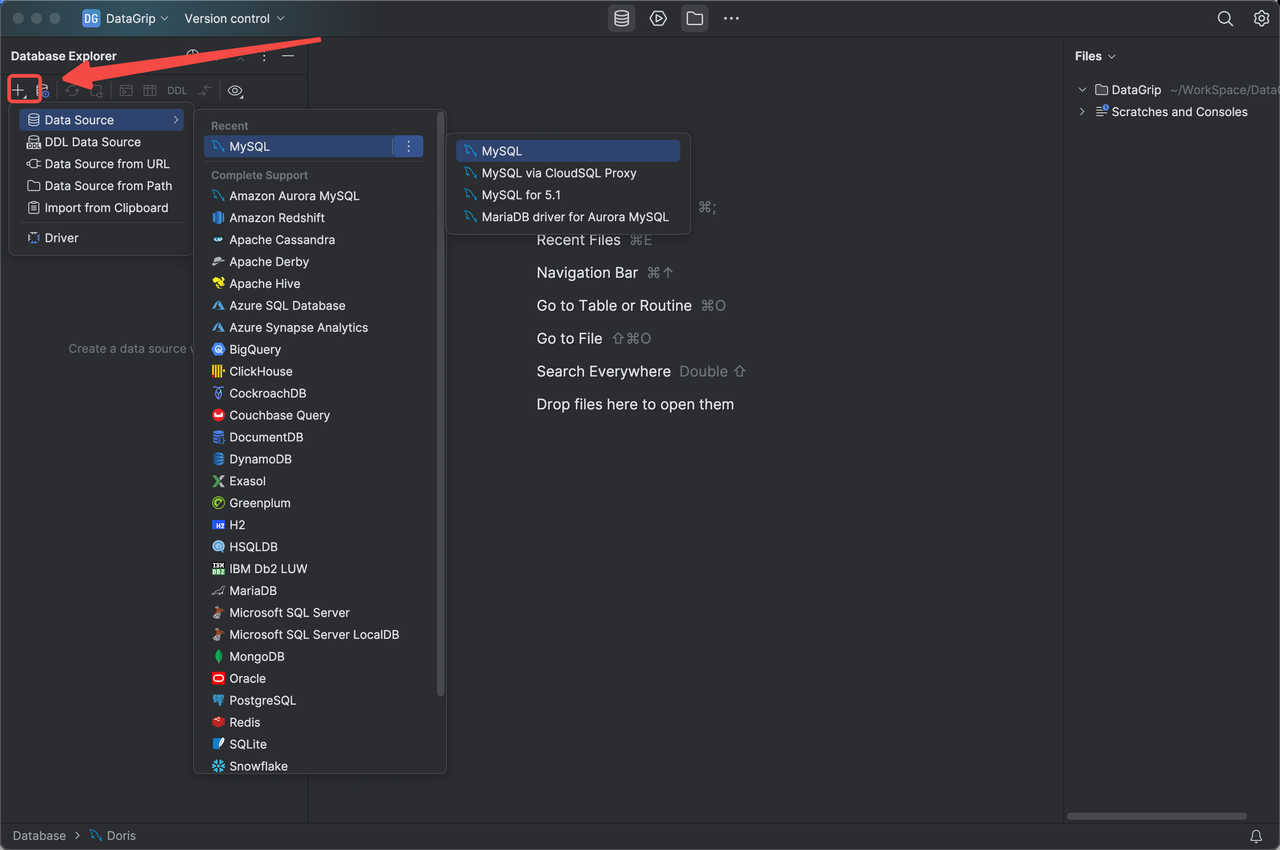 DG DataGrip Version control
Database Explorer
DDL
Data Source
DDL Data Source
Data Source from URL
Data Source from Path
Import from Clipboard
Driver
Create a data source
Recent
MySQL
Complete Support
Amazon Aurora MySQL
Amazon Redshift
Apache Cassandra
Apache Derby
Apache Hive
Azure SQL Database
Azure Synapse Analytics
BigQuery
ClickHouse
CockroachDB
Couchbase Query
DocumentDB
DynamoDB
Exasol
Greenplum
H2 H2
HSQLDB
IBM DB2 IBM Db2 LUW
MariaDB
Microsoft SQL Server
Microsoft SQL Server LocalDB
MongoDB
Oracle
PostgreSQL
Redis
SQLite
Snowflake
MySQL
MySQL via CloudSQL Proxy
MySQL for 5.1
MariaDB driver for Aurora MySQL
⌘;
Recent Files ⌘E
Navigation Bar ⌘↑
Go to Table or Routine ⌘O
Go to File ⇧⌘O
Search Everywhere Double ⇧
Drop files here to open them
Files
DataGrip ~/WorkSpace/Data
Scratches and Consoles
Database > Doris